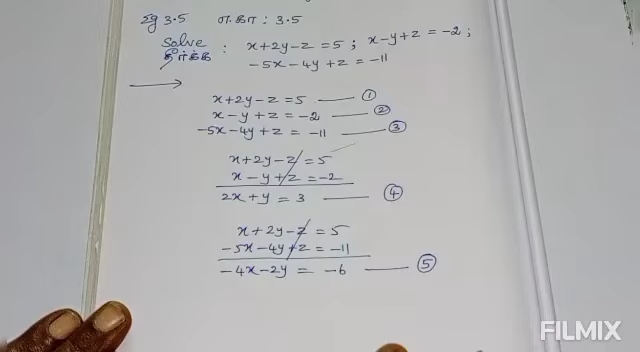 Eg 3.5 எ.கா : 3.5
Solve : x+2y-z=5 ; x-y+z=-2 ;
தீர்க்க -5x-4y+z=-11
x+2y-z=5 ①
x-y+z=-2 ②
-5x-4y+z=-11 ③
x+2y-z=5
x-y+z=-2
2x+y=3 ④
x+2y-z=5
-5x-4y+z=-11
-4x-2y=-6 ⑤
FILMIX